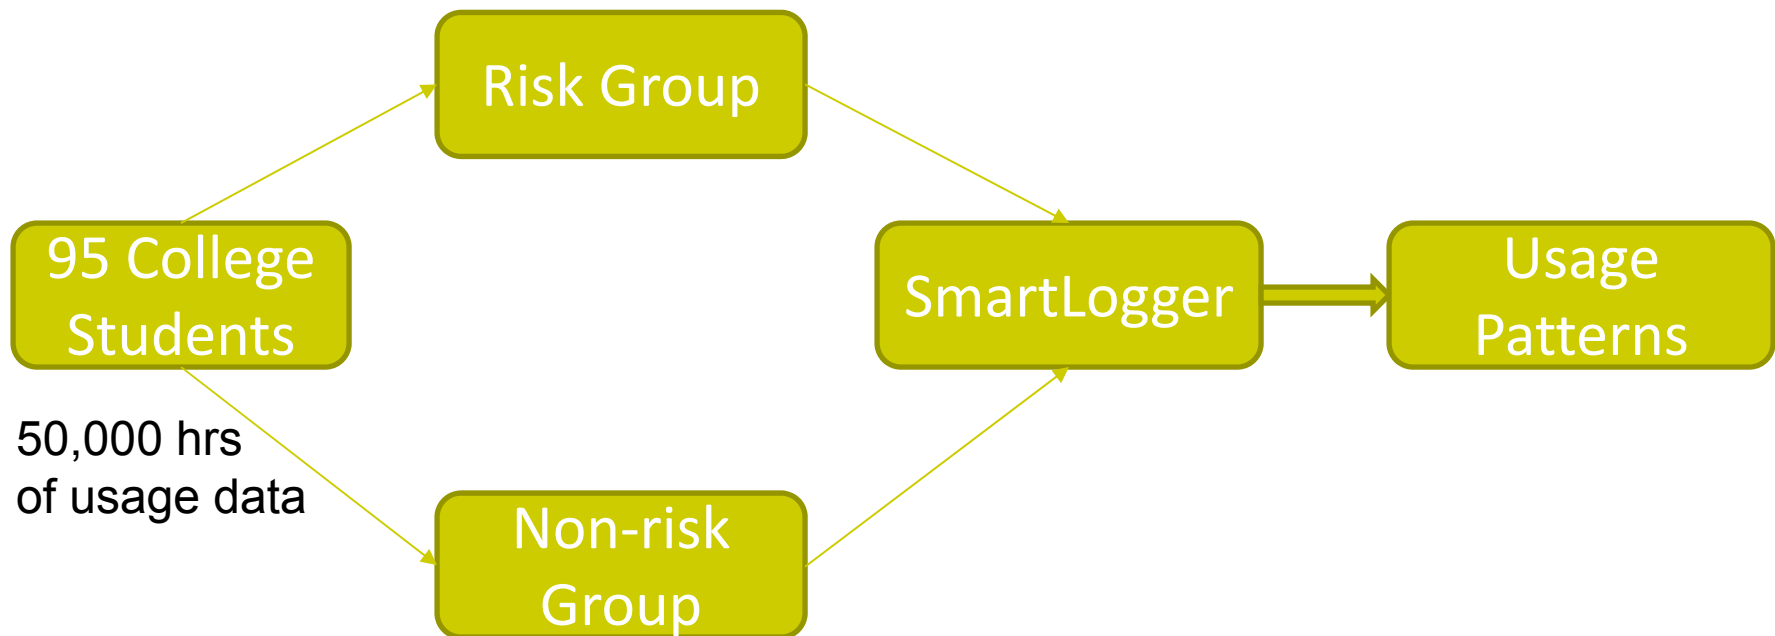 Risk Group
95 College
Students
SmartLogger
Usage
Patterns
50,000 hrs
of usage data
Non-risk
Group